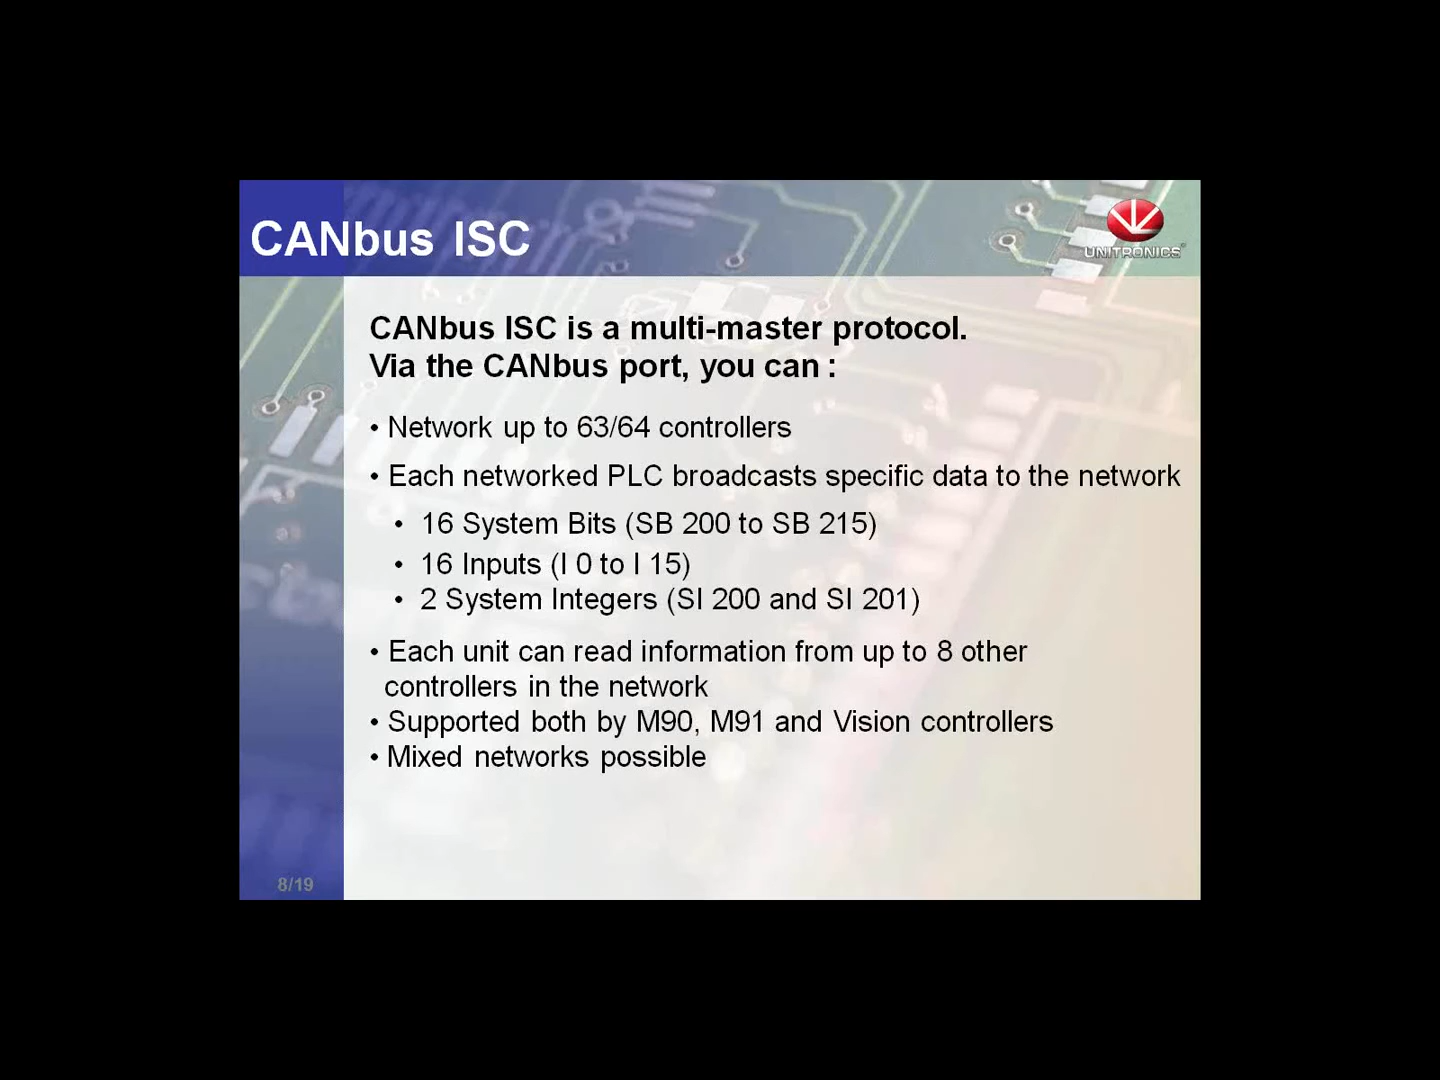 CANbus ISC
UNITRONICS®
CANbus ISC is a multi-master protocol.
Via the CANbus port, you can :
• Network up to 63/64 controllers
• Each networked PLC broadcasts specific data to the network
• 16 System Bits (SB 200 to SB 215)
• 16 Inputs (I 0 to I 15)
• 2 System Integers (SI 200 and SI 201)
• Each unit can read information from up to 8 other
controllers in the network
• Supported both by M90, M91 and Vision controllers
• Mixed networks possible
8/19